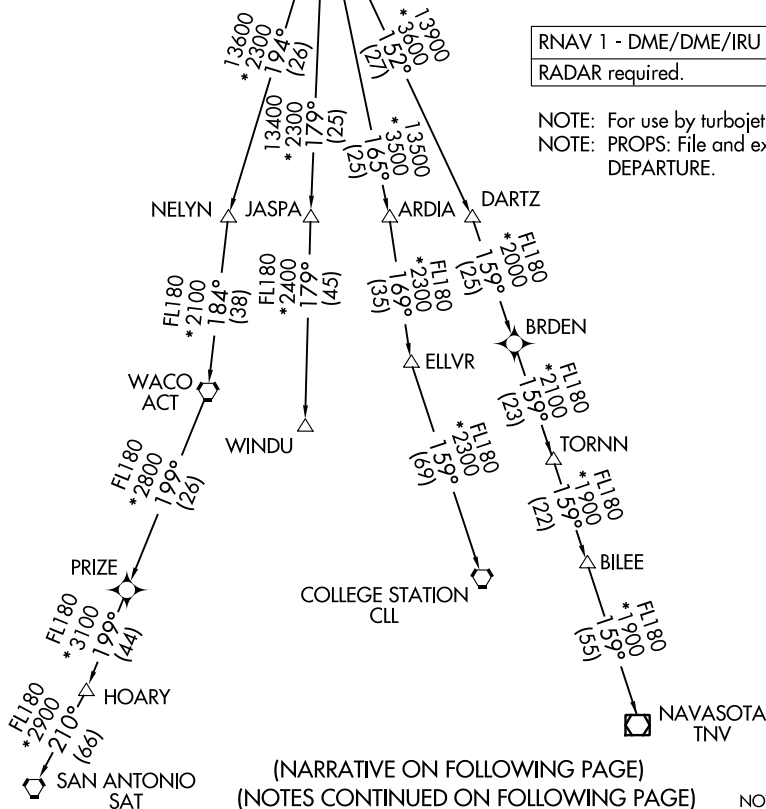 13600
*2300
194°
(26)
13400
*2300
179°
(25)
13500
*3500
165°
(25)
13900
*3600
152°
(27)
RNAV 1 - DME/DME/IRU
RADAR required.
NOTE: For use by turbojet
NOTE: PROPS: File and ex
DEPARTURE.
NELYN
JASPA
ARDIA
DARTZ
FL180
*2100
184°
(38)
FL180
*2400
179°
(45)
FL180
*2300
169°
(35)
FL180
*2000
159°
(25)
BRDEN
ELLVR
WACO
ACT
WINDU
FL180
*2100
159°
(23)
TORNN
FL180
*2800
199°
(26)
FL180
*2300
159°
(69)
FL180
*1900
159°
(22)
BILEE
PRIZE
COLLEGE STATION
CLL
FL180
*3100
199°
(44)
FL180
*1900
159°
(55)
HOARY
FL180
*2900
210°
(66)
NAVASOTA
TNV
SAN ANTONIO
SAT
(NARRATIVE ON FOLLOWING PAGE)
(NOTES CONTINUED ON FOLLOWING PAGE)
NO